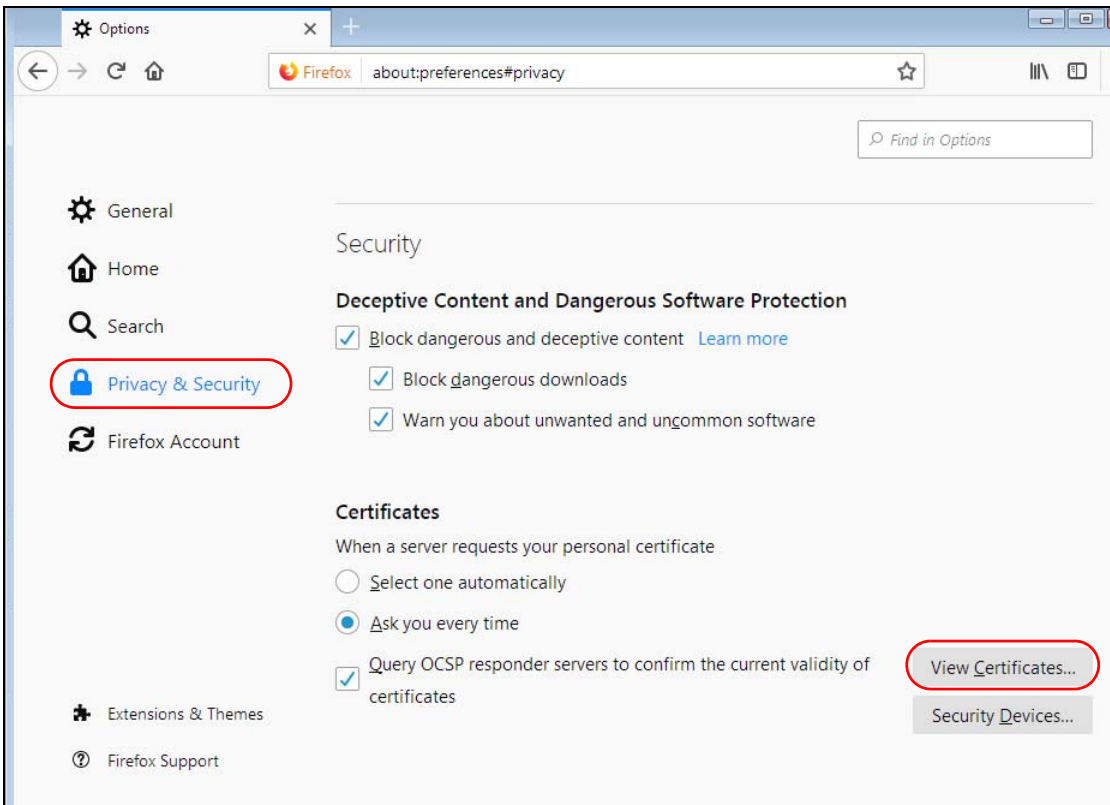 Options
Firefox about:preferences#privacy
Find in Options
General
Home
Search
Privacy & Security
Firefox Account
Extensions & Themes
Firefox Support
Security
Deceptive Content and Dangerous Software Protection
Block dangerous and deceptive content Learn more
Block dangerous downloads
Warn you about unwanted and uncommon software
Certificates
When a server requests your personal certificate
Select one automatically
Ask you every time
Query OCSP responder servers to confirm the current validity of
certificates
View Certificates...
Security Devices...